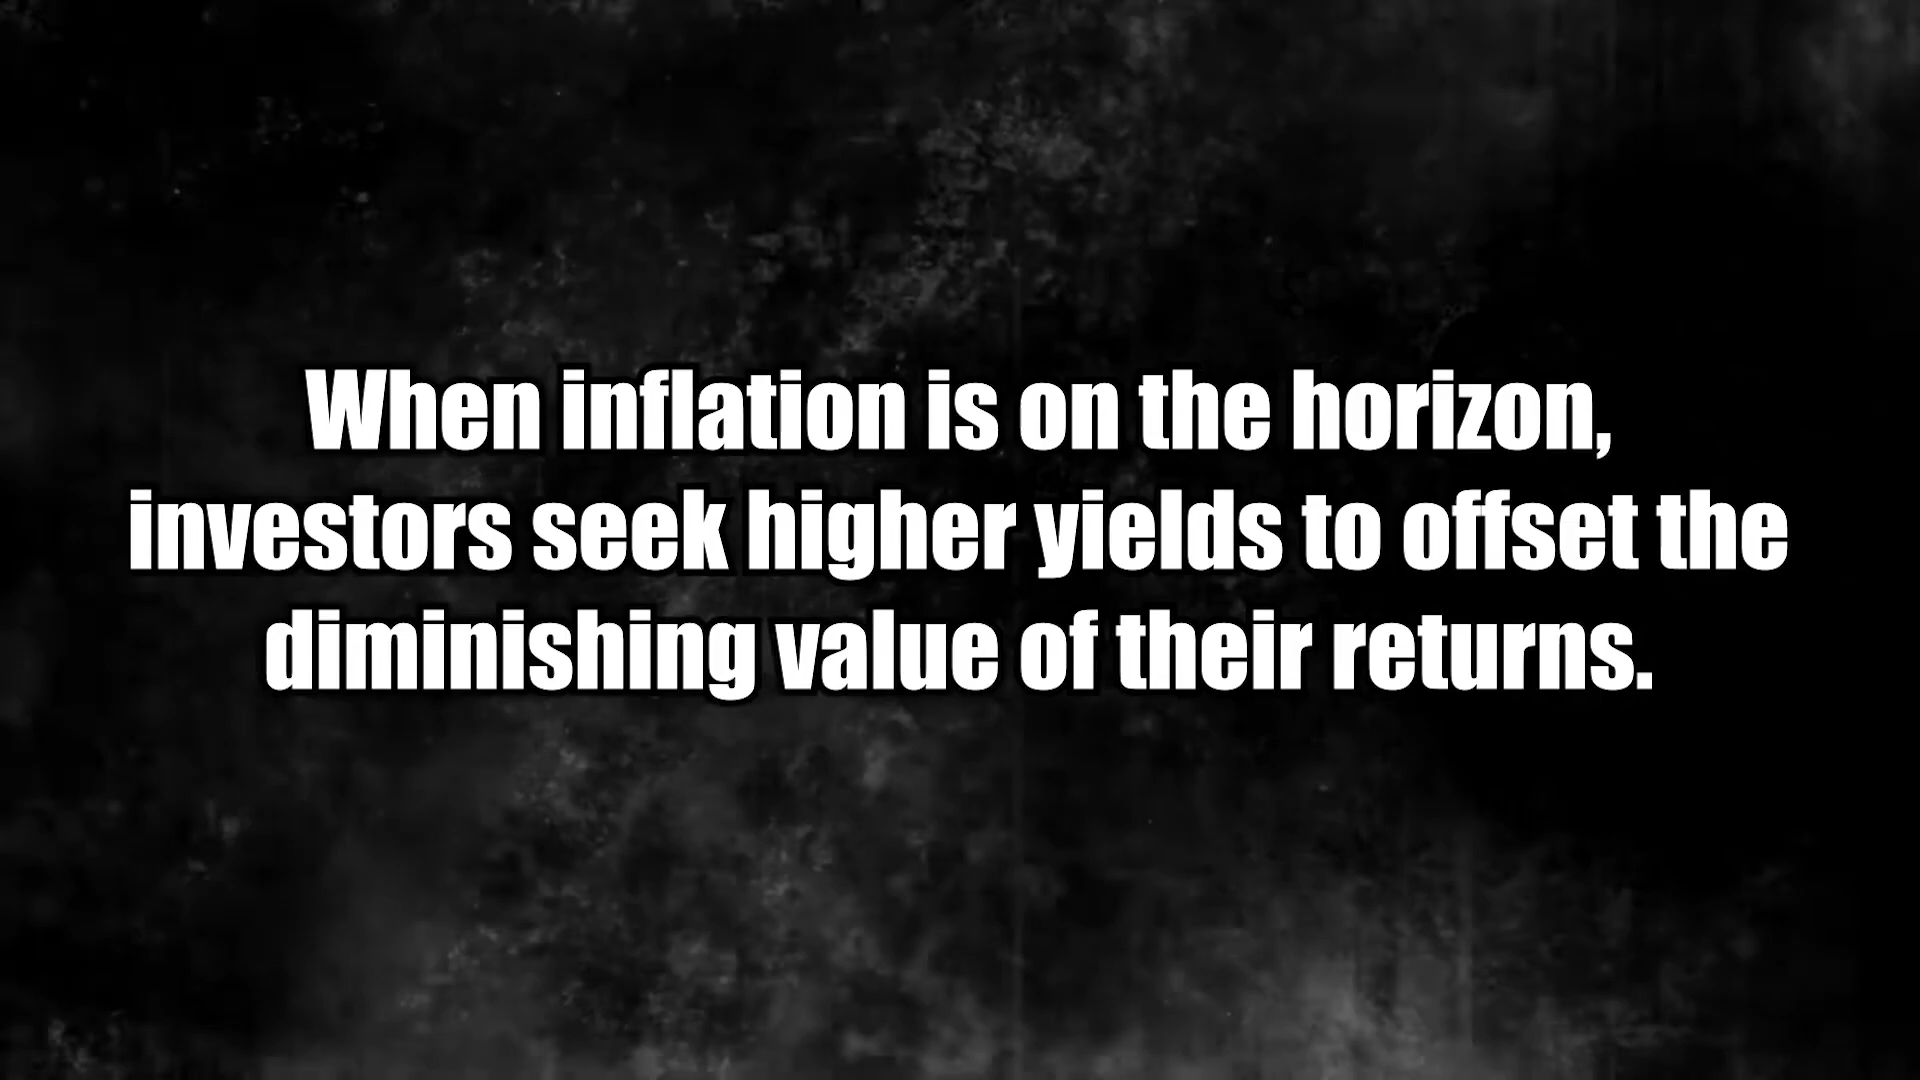 When inflation is on the horizon,
investors seek higher yields to offset the
diminishing value of their returns.